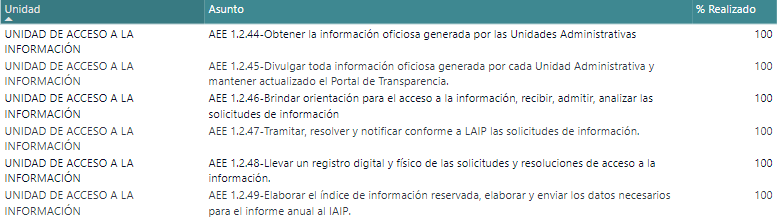 Unidad Asunto % Realizado
UNIDAD DE ACCESO A LA AEE 1.2.44-Obtener la información oficiosa generada por las Unidades Administrativas 100
INFORMACIÓN
UNIDAD DE ACCESO A LA AEE 1.2.45-Divulgar toda información oficiosa generada por cada Unidad Administrativa y 100
INFORMACIÓN mantener actualizado el Portal de Transparencia.
UNIDAD DE ACCESO A LA AEE 1.2.46-Brindar orientación para el acceso a la información, recibir, admitir, analizar las 100
INFORMACIÓN solicitudes de información
UNIDAD DE ACCESO A LA AEE 1.2.47-Tramitar, resolver y notificar conforme a LAIP las solicitudes de información. 100
INFORMACIÓN
UNIDAD DE ACCESO A LA AEE 1.2.48-Llevar un registro digital y físico de las solicitudes y resoluciones de acceso a la 100
INFORMACIÓN información.
UNIDAD DE ACCESO A LA AEE 1.2.49-Elaborar el índice de información reservada, elaborar y enviar los datos necesarios 100
INFORMACIÓN para el informe anual al IAIP.